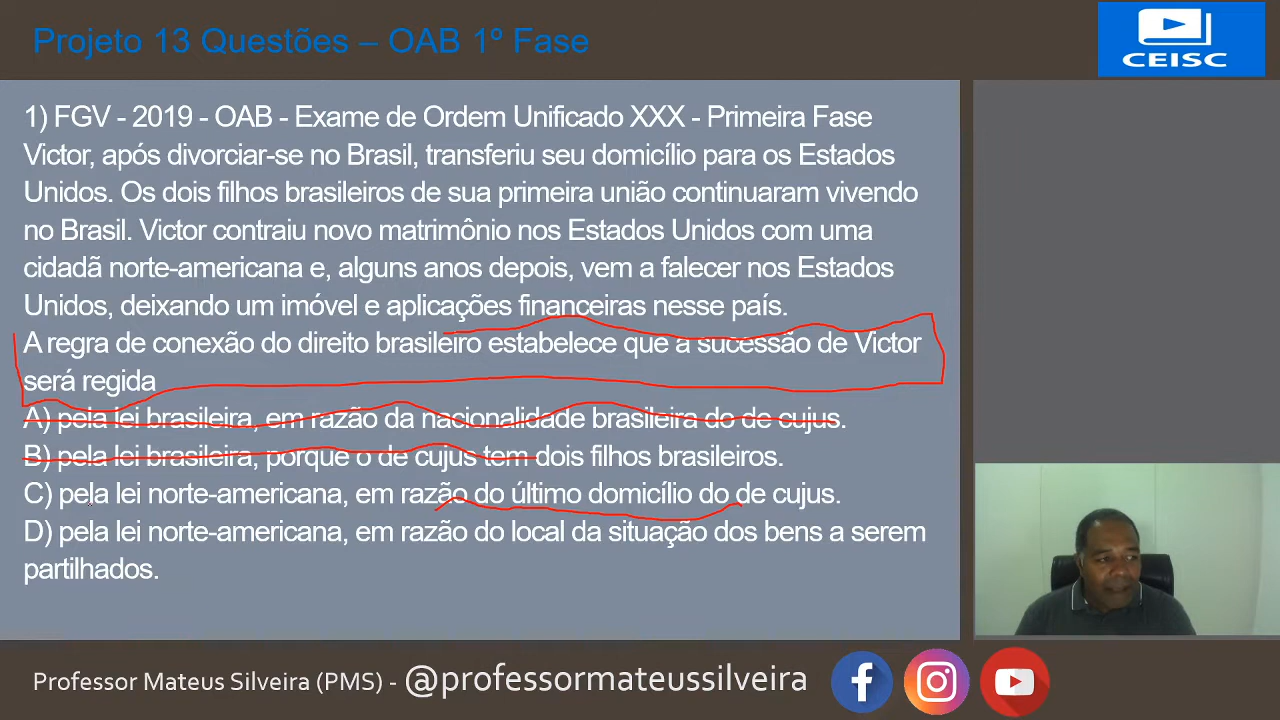 Projeto 13 Questões – OAB 1º Fase
CEISC
1) FGV - 2019 - OAB - Exame de Ordem Unificado XXX - Primeira Fase
Victor, após divorciar-se no Brasil, transferiu seu domicílio para os Estados
Unidos. Os dois filhos brasileiros de sua primeira união continuaram vivendo
no Brasil. Victor contraiu novo matrimônio nos Estados Unidos com uma
cidadã norte-americana e, alguns anos depois, vem a falecer nos Estados
Unidos, deixando um imóvel e aplicações financeiras nesse país.
A regra de conexão do direito brasileiro estabelece que a sucessão de Victor
será regida
A) pela lei brasileira, em razão da nacionalidade brasileira do de cujus.
B) pela lei brasileira, porque o de cujus tem dois filhos brasileiros.
C) pela lei norte-americana, em razão do último domicílio do de cujus.
D) pela lei norte-americana, em razão do local da situação dos bens a serem
partilhados.
Professor Mateus Silveira (PMS) - @professormateussilveira